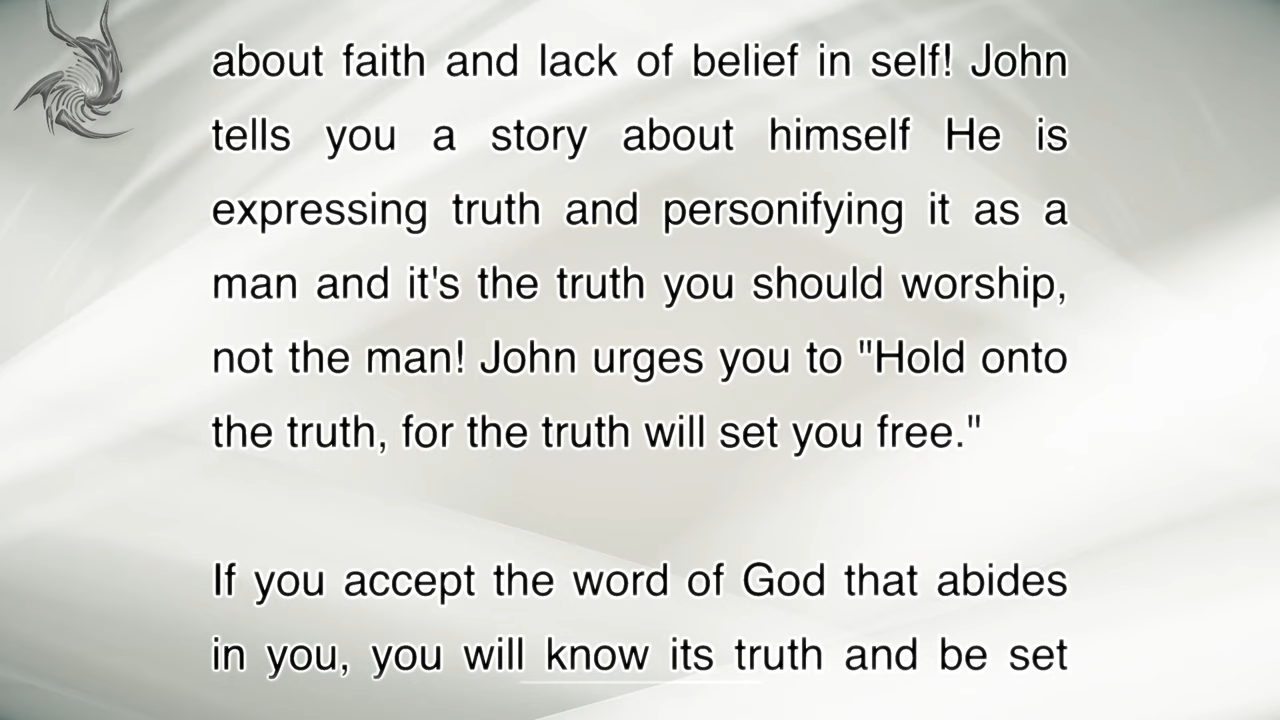 about faith and lack of belief in self! John
tells you a story about himself He is
expressing truth and personifying it as a
man and it's the truth you should worship,
not the man! John urges you to "Hold onto
the truth, for the truth will set you free."
If you accept the word of God that abides
in you, you will know its truth and be set